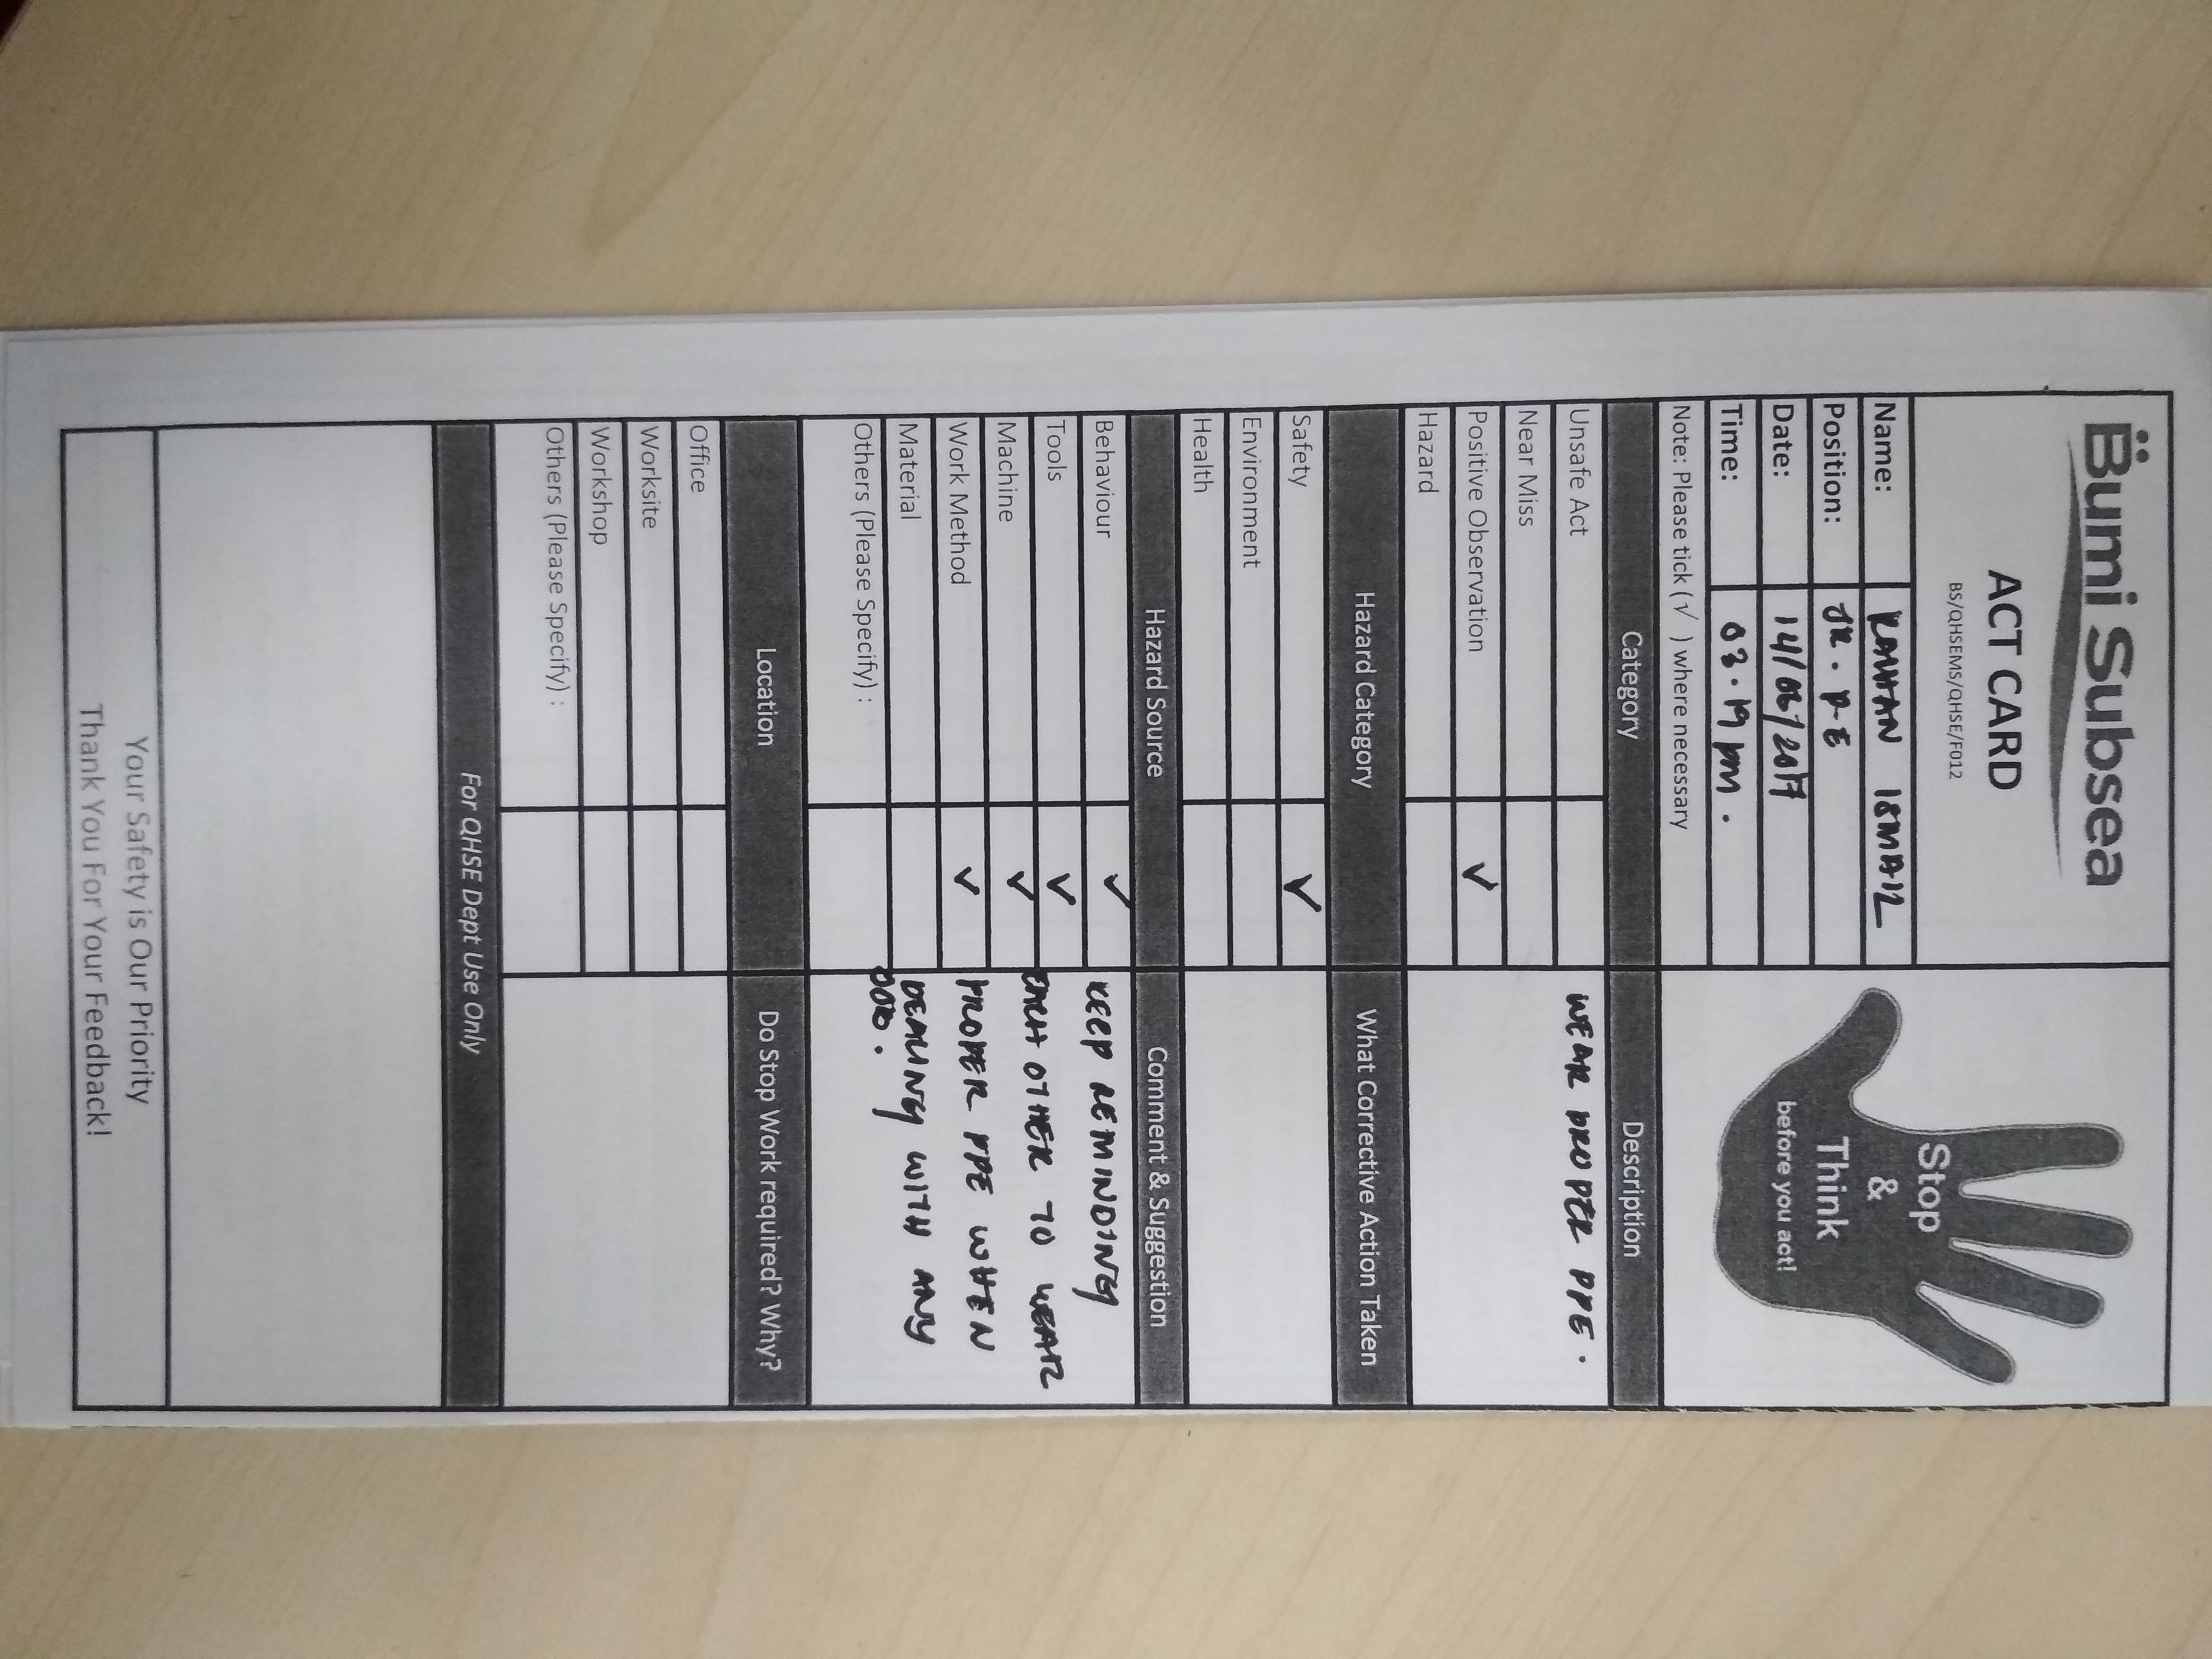 Bumi Subsea
ACT CARD
BS/QHSEMS/QHSE/F012
Stop
&
Think
before you act!
Name: ISMAIL
Position: JR. P-E
Date: 14/06/2017
Time: 03.19 pm.
Note: Please tick (√ ) where necessary
Category Description
Unsafe Act WEAR PROPER PPE.
Near Miss
Positive Observation ✓
Hazard
Hazard Category What Corrective Action Taken
Safety ✓
Environment
Health
Hazard Source Comment & Suggestion
Behaviour ✓ KEEP REMINDING
Tools ✓ EACH OTHER TO WEAR
Machine ✓
Work Method ✓ PROPER PPE WHEN
Material DEALING WITH ANY
Others (Please Specify) :
Location Do Stop Work required? Why?
Office
Worksite
Workshop
Others (Please Specify) :
For QHSE Dept Use Only
Your Safety is Our Priority
Thank You For Your Feedback!